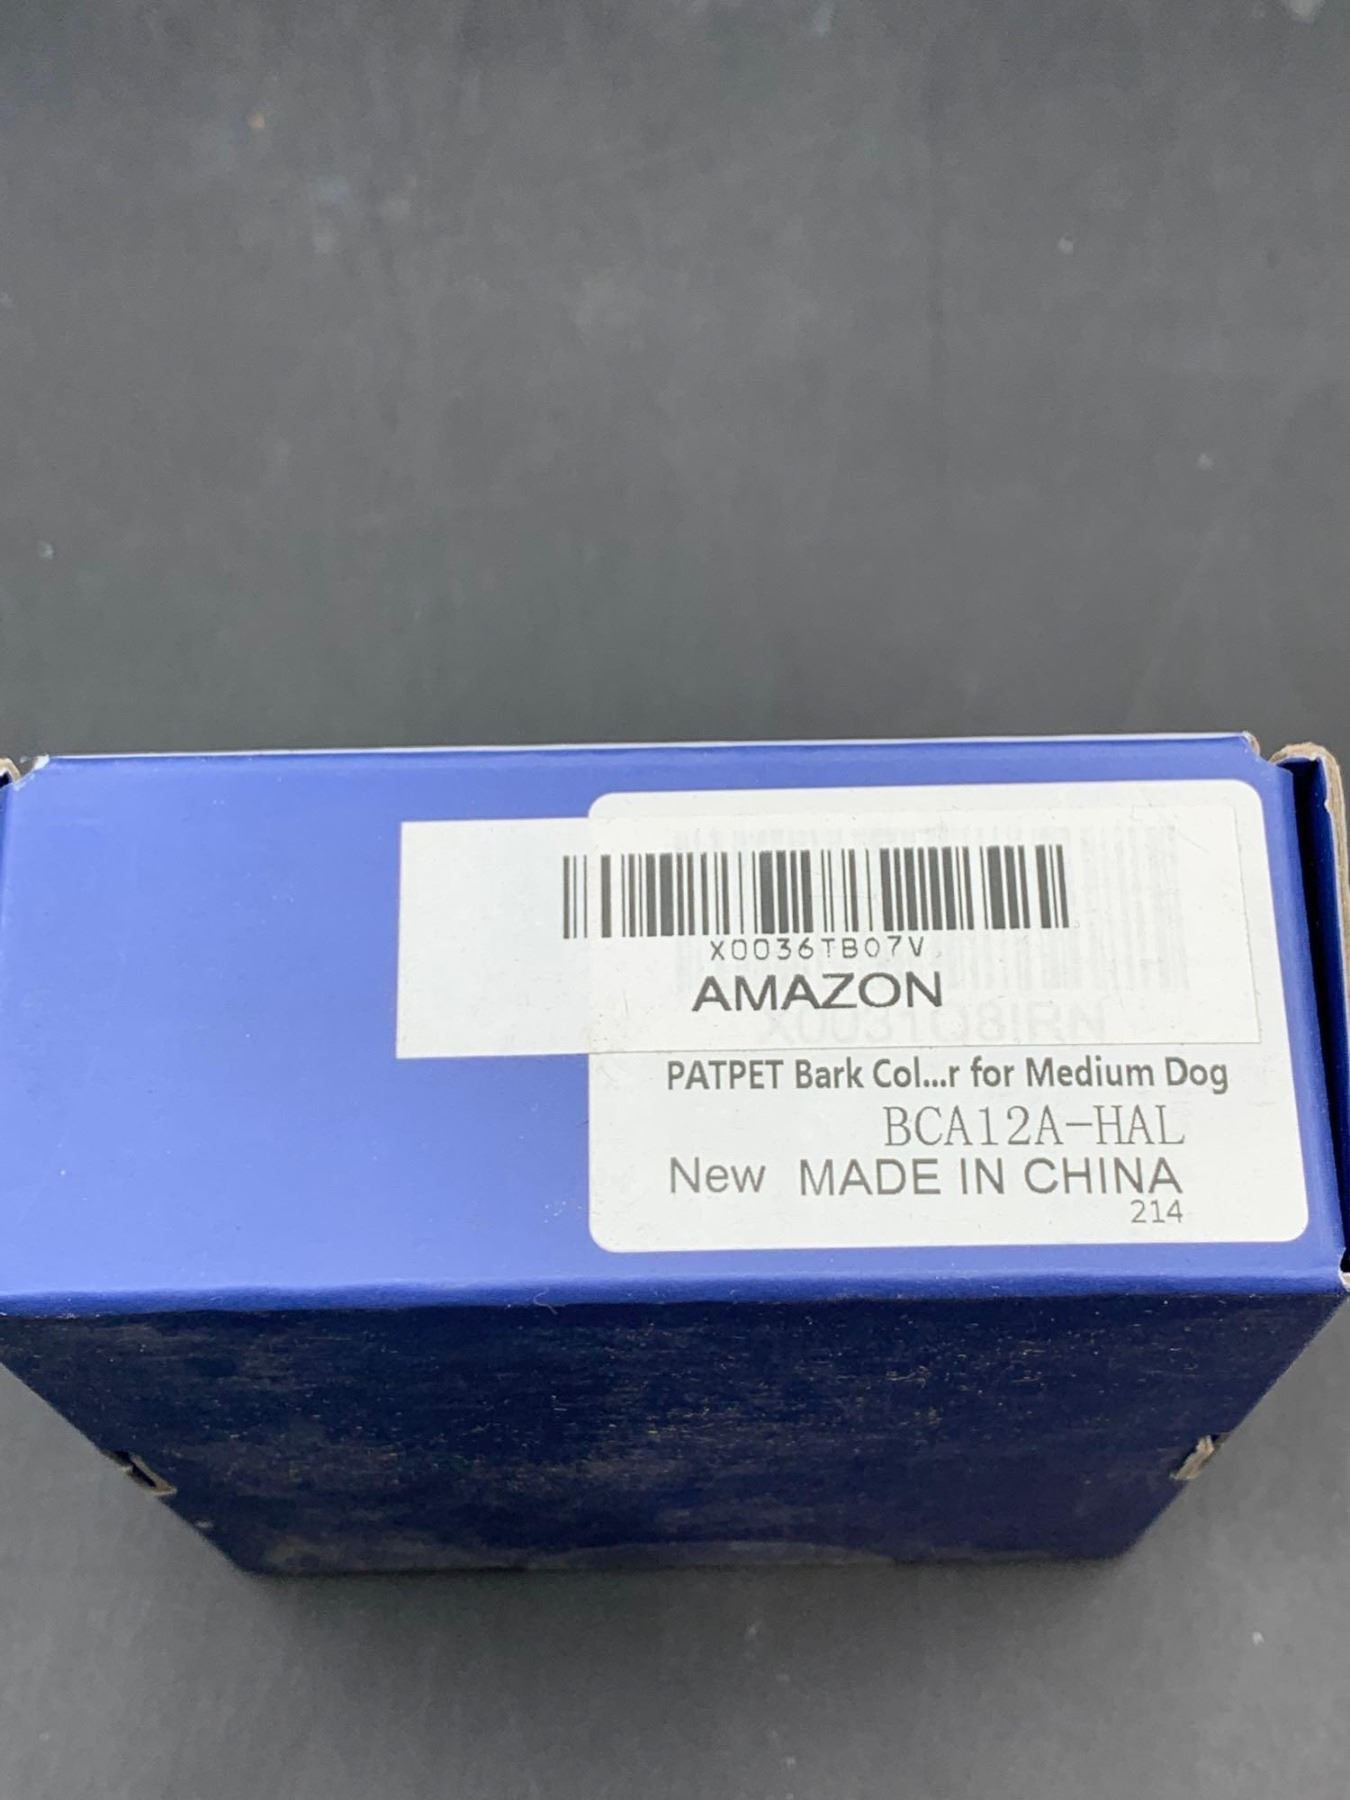 X0036TB07V
AMAZON
X0031Q8IRN
PATPET Bark Col...r for Medium Dog
BCA12A-HAL
New MADE IN CHINA
214